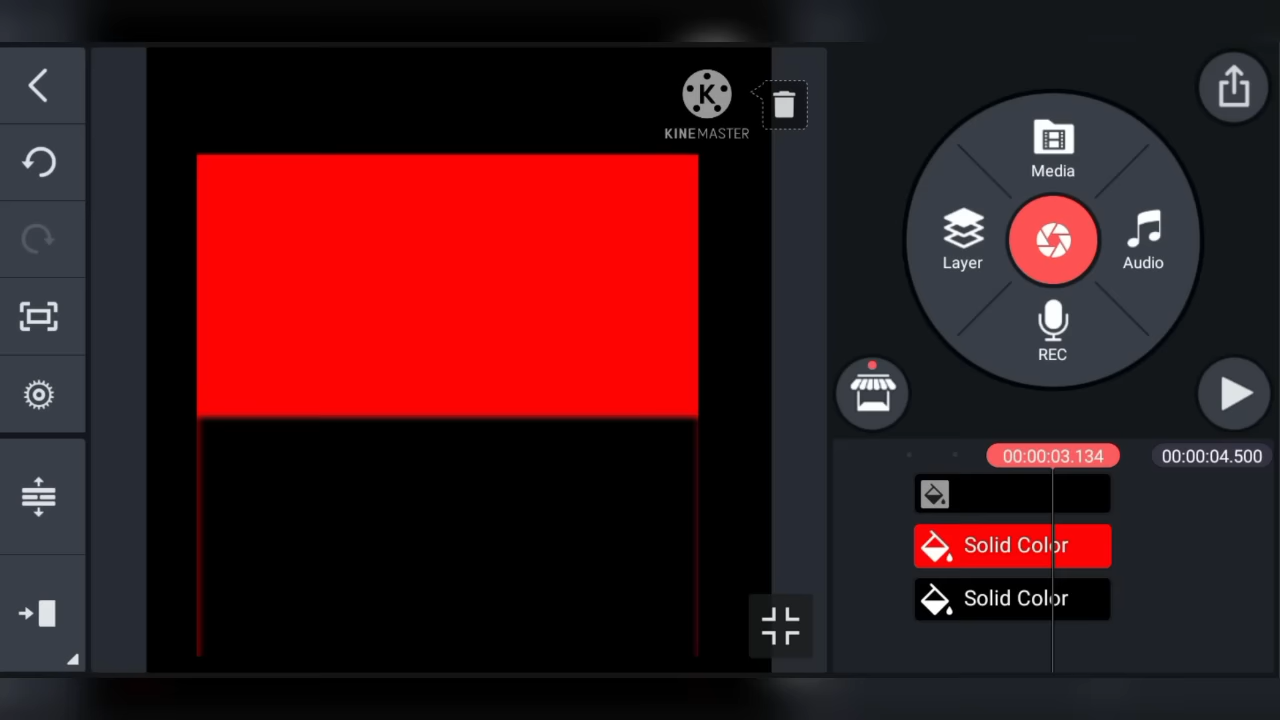 K
KINEMASTER
Media
Layer
Audio
REC
00:00:03.134
00:00:04.500
Solid Color
Solid Color